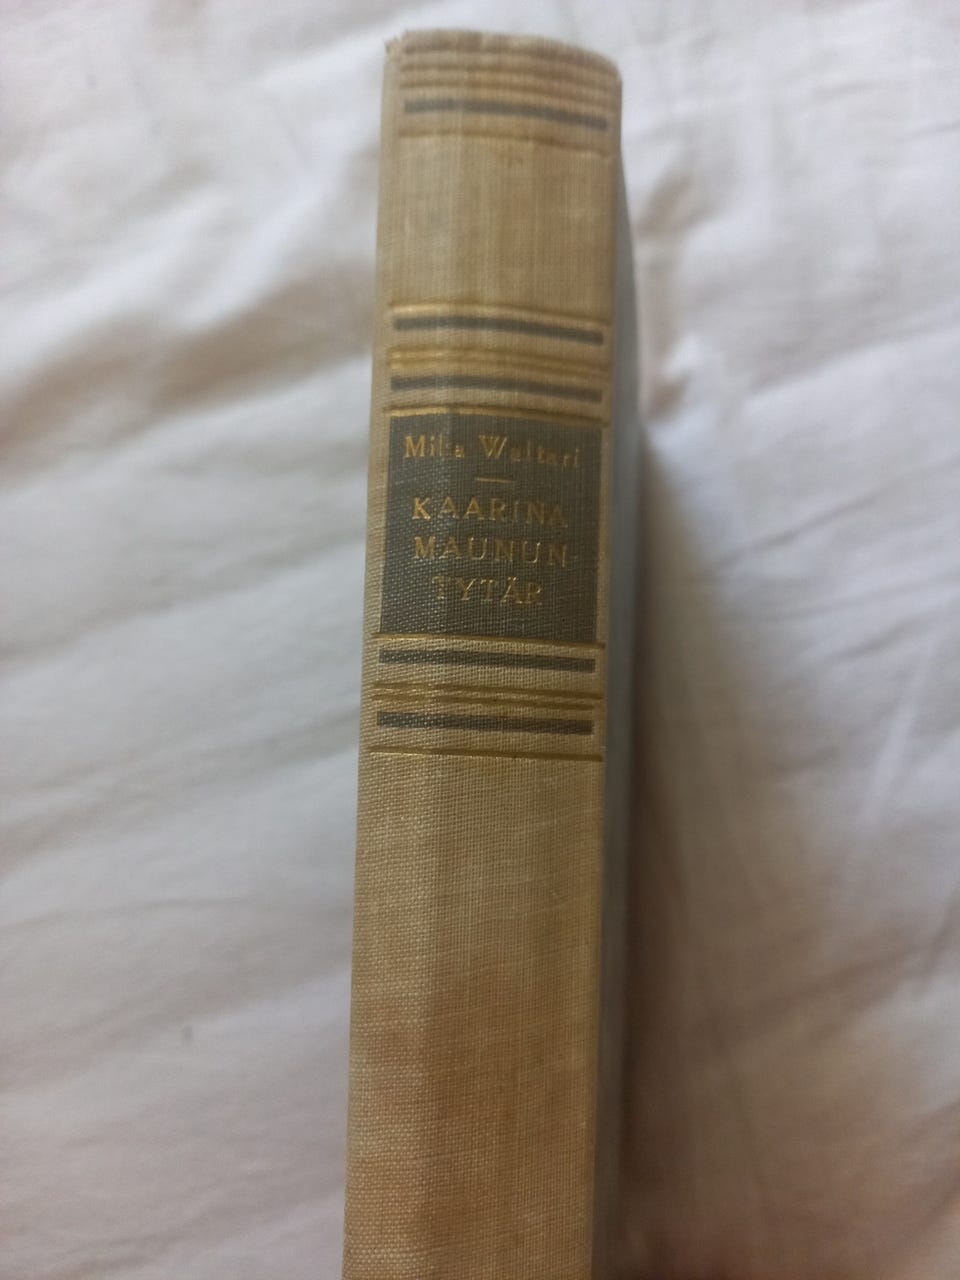 Mika Waltari
KAARINA
MAUNUN-
TYTÄR